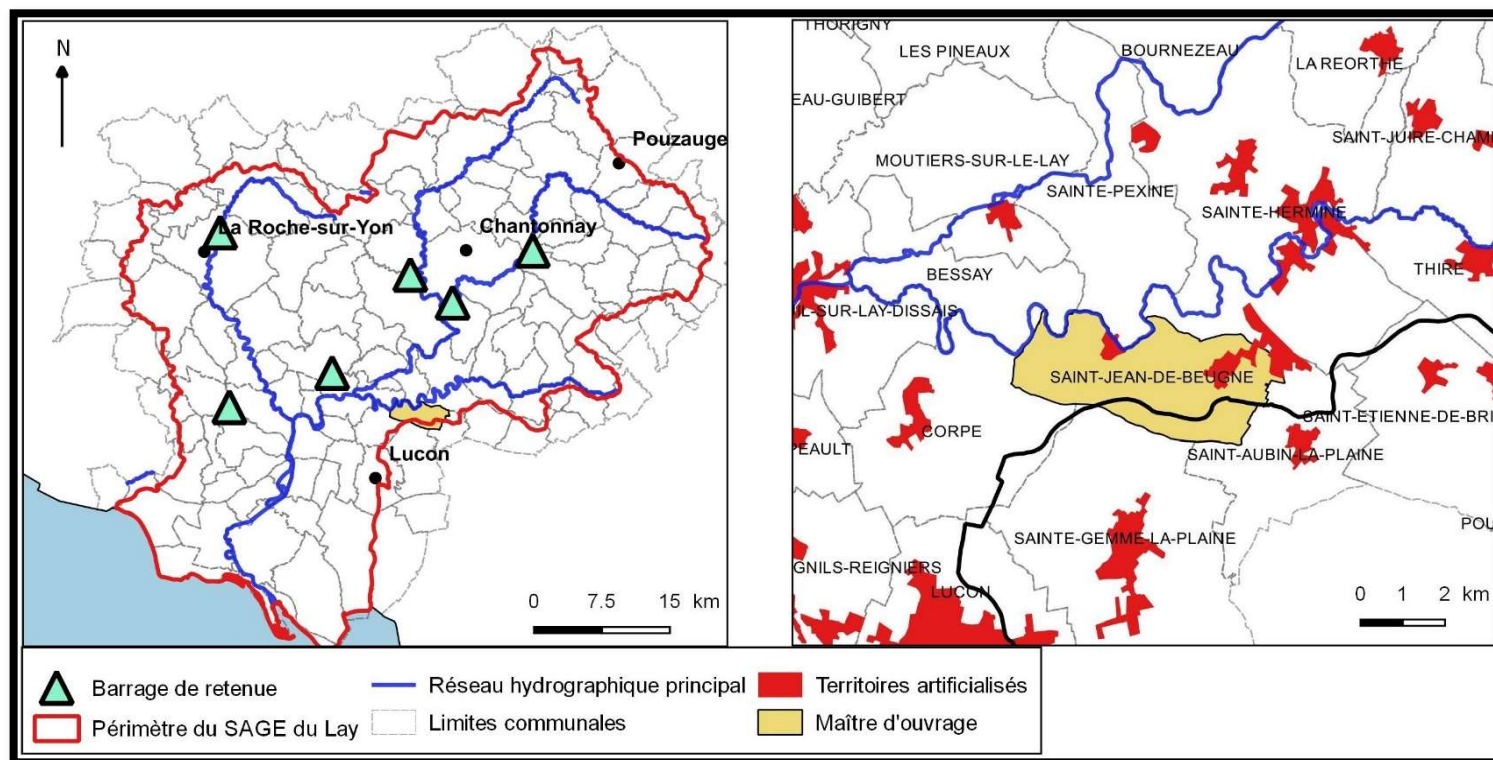 N
Pouzauge
La Roche-sur-Yon
Chantonnay
Lucon
0 7.5 15 km
THORIGNY
LES PINEAUX
BOURNEZEAU
LA REORTHE
EAU-GUIBERT
SAINT-JUIRE-CHAM
MOUTIERS-SUR-LE-LAY
SAINTE-PEXINE
SAINTE-HERMINE
BESSAY
THIRE
IL-SUR-LAY-DISSAIS
SAINT-JEAN-DE-BEUGNE
SAINT-ETIENNE-DE-BRI
CORPE
PEAULT
SAINT-AUBIN-LA-PLAINE
POU
SAINTE-GEMME-LA-PLAINE
GNILS-REIGNIERS
LUCON
0 1 2 km
Barrage de retenue
Réseau hydrographique principal
Territoires artificialisés
Périmètre du SAGE du Lay
Limites communales
Maître d'ouvrage